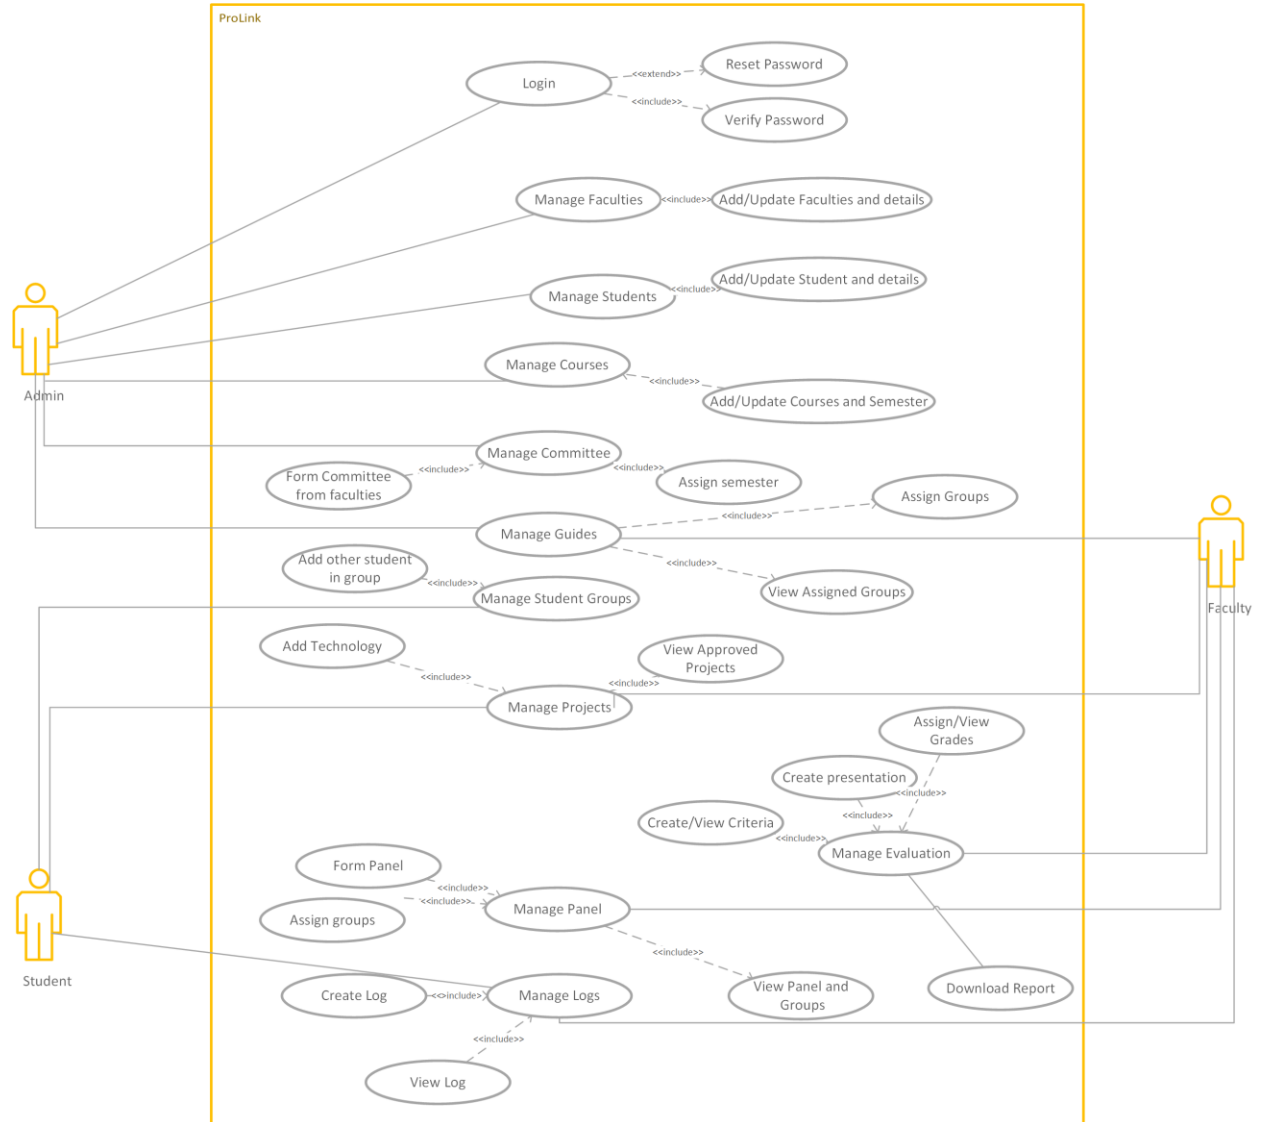 ProLink
Reset Password
<<extend>>
Login
<<include>>
Verify Password
Manage Faculties
<<include>>
Add/Update Faculties and details
Add/Update Student and details
<<include>>
Manage Students
Manage Courses
<<include>>
Add/Update Courses and Semester
Admin
Manage Committee
<<include>>
<<include>>
Form Committee
from faculties
Assign semester
Assign Groups
<<include>>
Manage Guides
Add other student
in group
<<include>>
<<include>>
View Assigned Groups
Manage Student Groups
Faculty
Add Technology
View Approved
Projects
<<include>>
<<include>>
Manage Projects
Assign/View
Grades
Create presentation
<<include>>
<<include>>
Create/View Criteria
<<include>>
Manage Evaluation
Form Panel
<<include>>
<<include>>
Manage Panel
Assign groups
<<include>>
Student
Create Log
<<>include>>
Manage Logs
View Panel and
Groups
Download Report
<<include>>
View Log